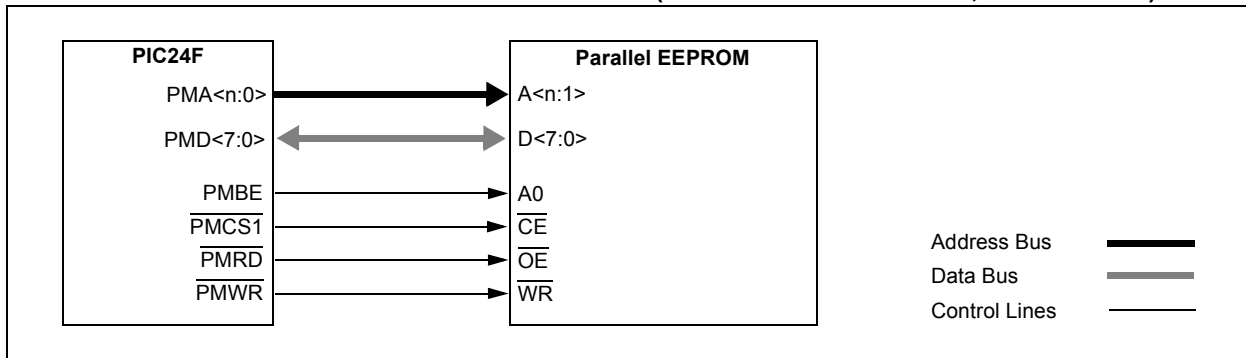 PIC24F
PMA<n:0>
PMD<7:0>
PMBE
PMCS1
PMRD
PMWR
Parallel EEPROM
A<n:1>
D<7:0>
A0
CE
OE
WR
Address Bus
Data Bus
Control Lines